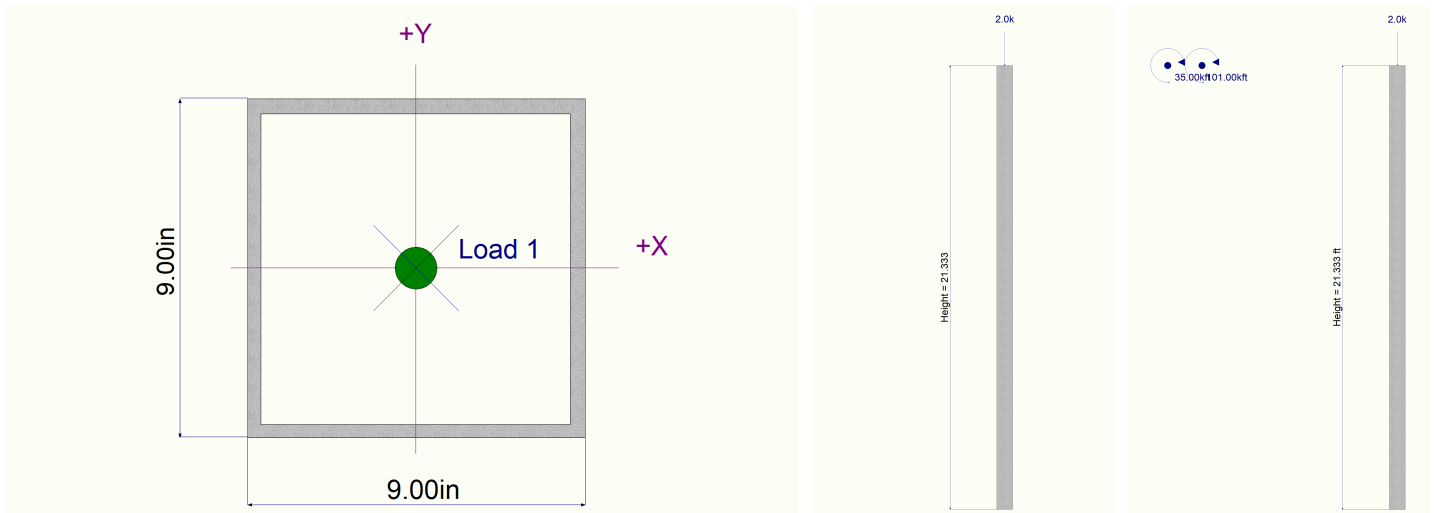 +Y
Load 1
+X
9.00in
9.00in
2.0k
Height = 21.333
2.0k
35.00kft
101.00kft
Height = 21.333 ft